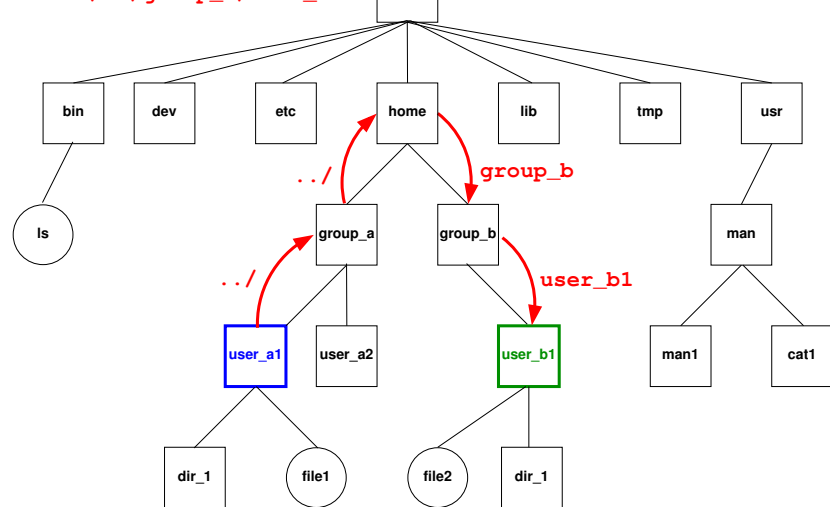 bin dev etc home lib tmp usr
../ group_b
ls group_a group_b man
../ user_b1
user_a1 user_a2 user_b1 man1 cat1
dir_1 file1 file2 dir_1